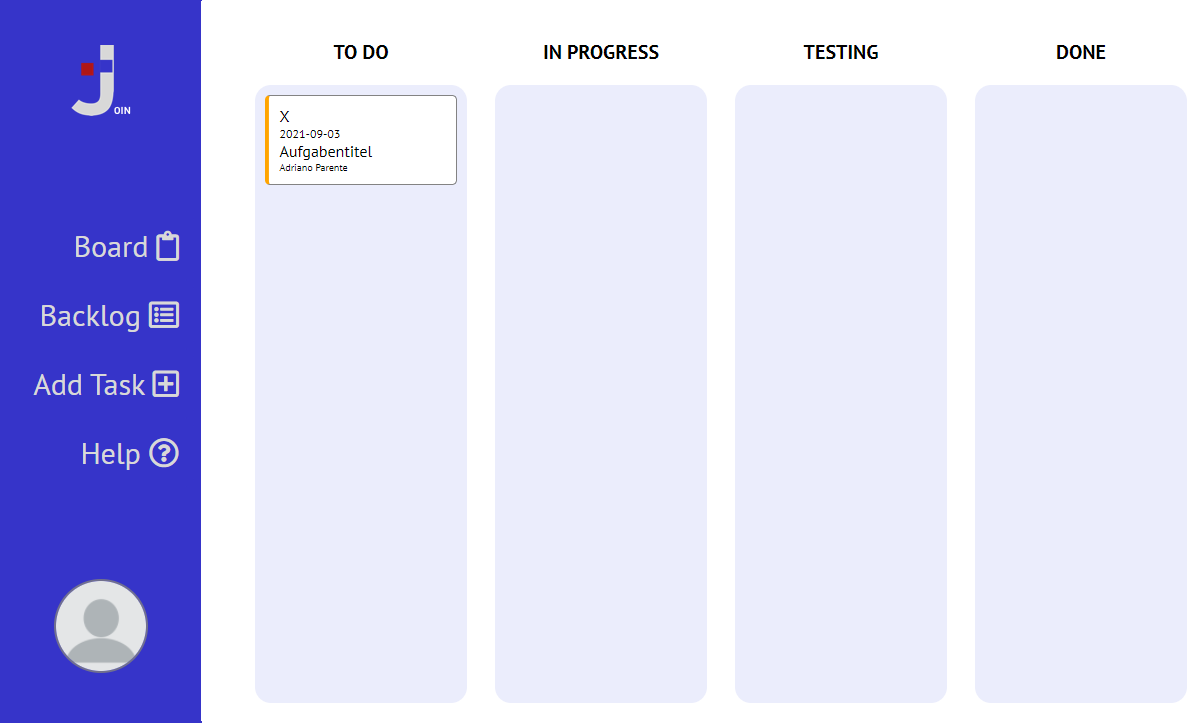 J
OIN
Board
Backlog
Add Task
Help
TO DO
IN PROGRESS
TESTING
DONE
X
2021-09-03
Aufgabentitel
Adriano Parente